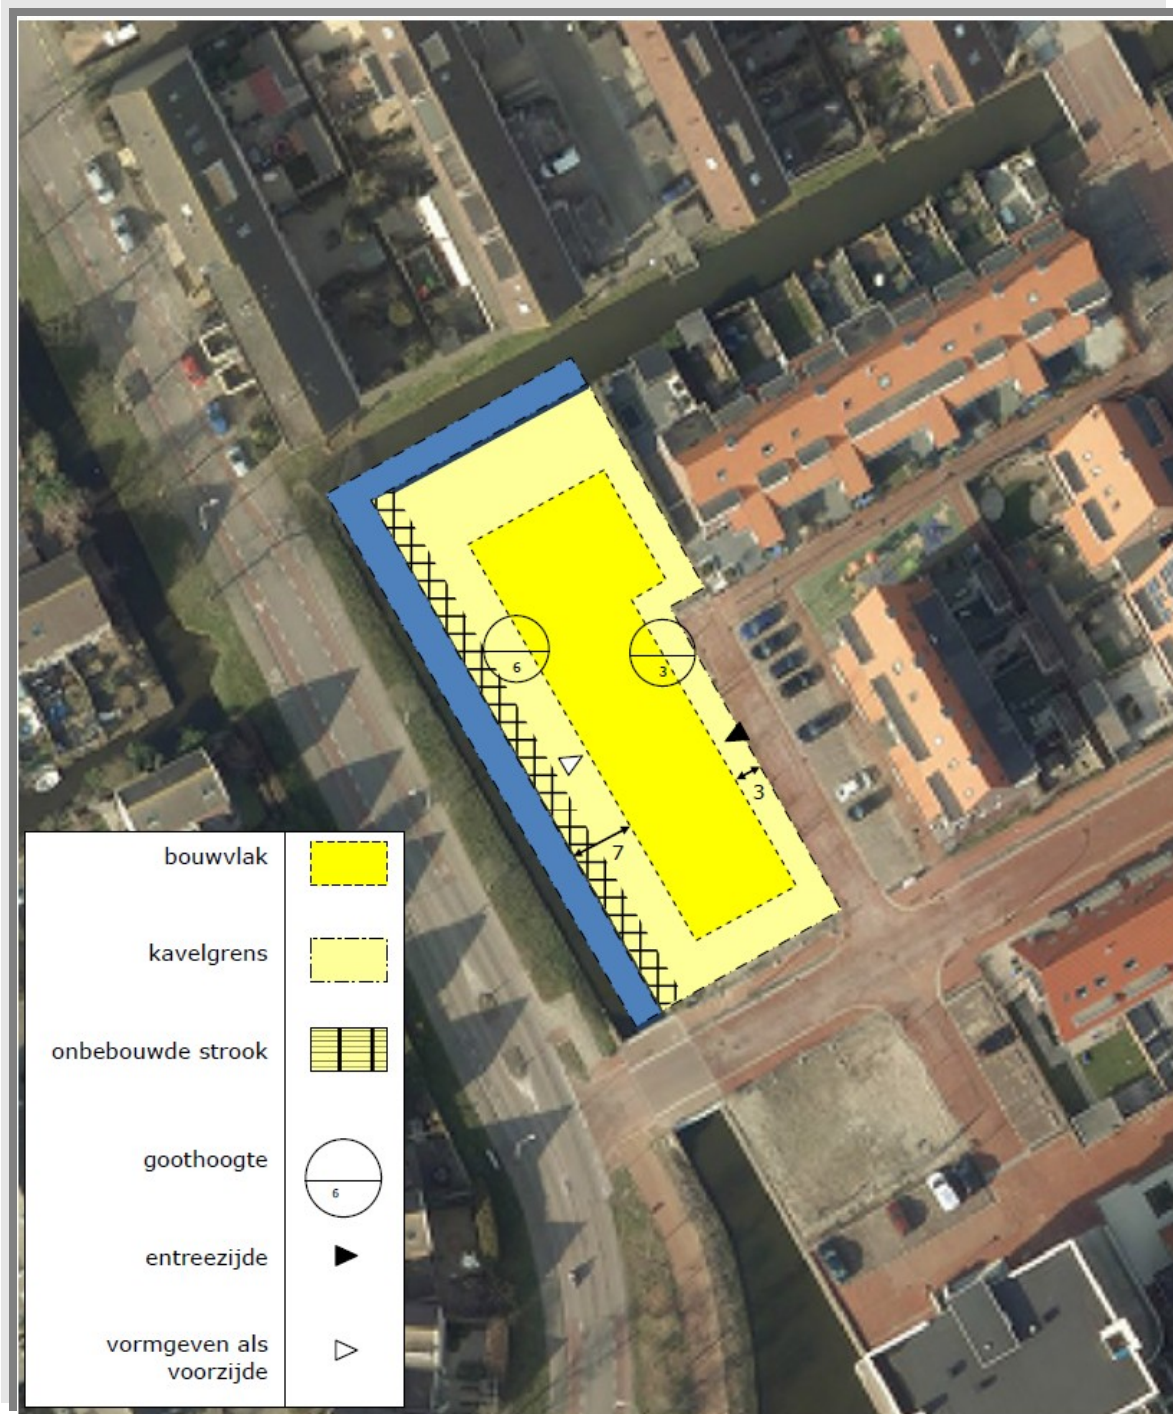 6
3
3
7
bouwvlak
kavelgrens
onbebouwde strook
goothoogte
6
entreezijde
vormgeven als
voorzijde